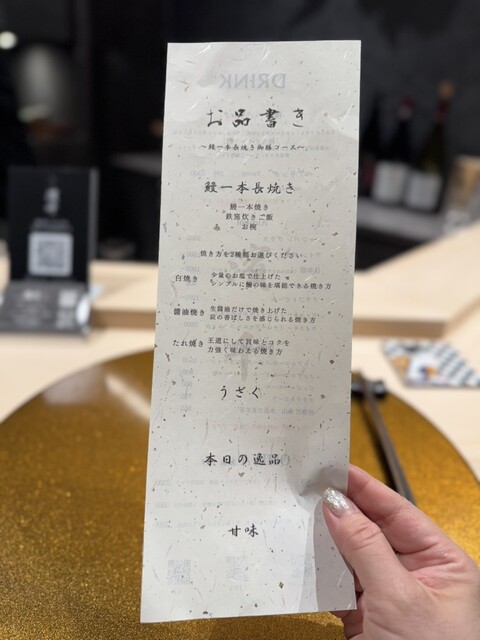 お品書き
〜鰻一本長焼き御膳コース〜
鰻一本長焼き
鰻一本焼き
鉄窯炊きご飯
お椀
焼き方を2種類お選びください
白焼き 少量のお塩で仕上げた
シンプルに鰻の味を堪能できる焼き方
醤油焼き 生醤油だけで焼き上げた
炭の香ばしさを感じられる焼き方
たれ焼き 王道にして旨味とコクを
力強く味わえる焼き方
うざく
本日の逸品
甘味
DRINK